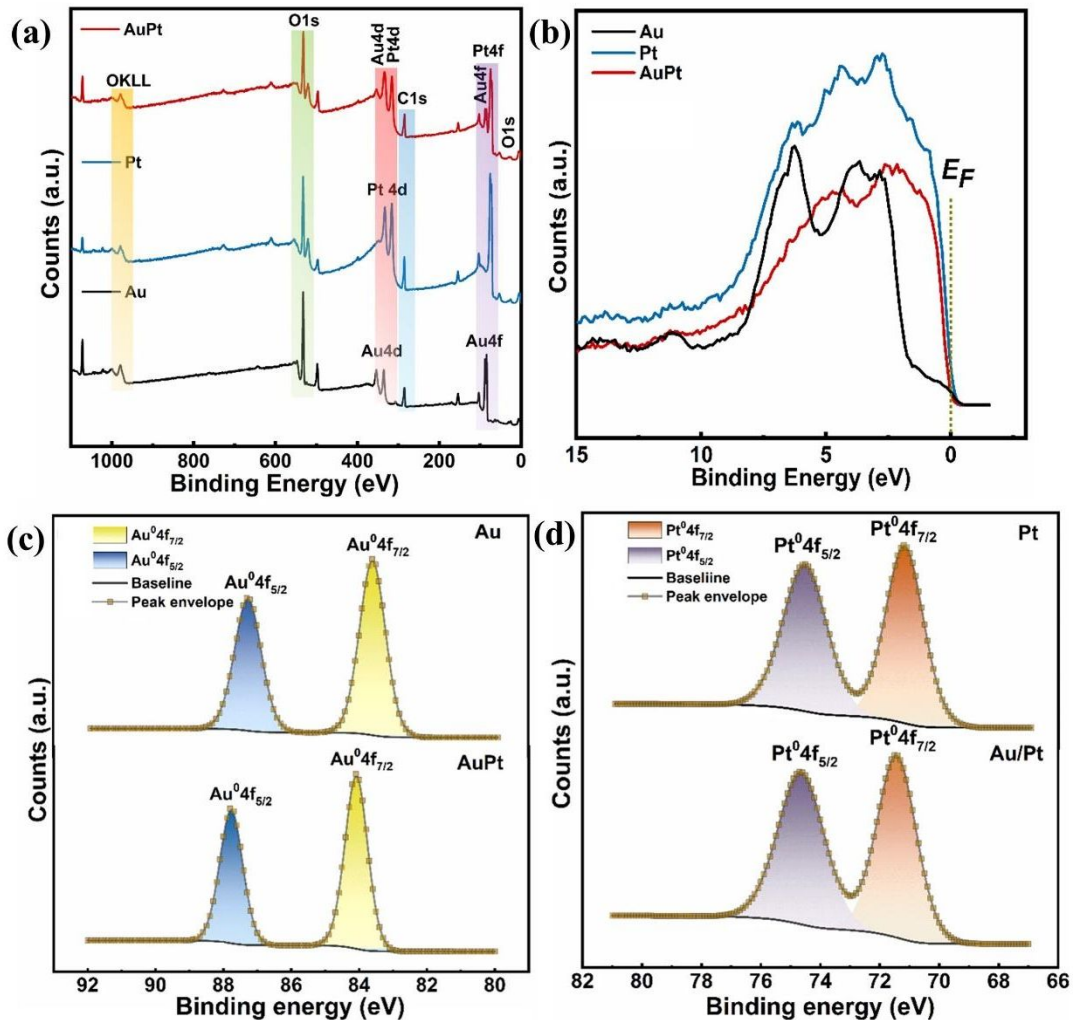 (a)
AuPt
OKLL
O1s
Au4d
Pt4d
C1s
Pt4f
Au4f
O1s
Pt
Pt 4d
Au
Au4d
Au4f
Counts (a.u.)
1000 800 600 400 200 0
Binding Energy (eV)
(b)
Au
Pt
AuPt
E_F
Counts (a.u.)
15 10 5 0
Binding Energy (eV)
(c)
Au⁰4f7/2
Au⁰4f5/2
Baseline
Peak envelope
Au
Au⁰4f7/2
Au⁰4f5/2
AuPt
Au⁰4f7/2
Au⁰4f5/2
Counts (a.u.)
92 90 88 86 84 82 80
Binding energy (eV)
(d)
Pt⁰4f7/2
Pt⁰4f5/2
Baseliine
Peak envelope
Pt
Pt⁰4f7/2
Pt⁰4f5/2
Au/Pt
Pt⁰4f7/2
Pt⁰4f5/2
Counts (a.u.)
82 80 78 76 74 72 70 68 66
Binding energy (eV)